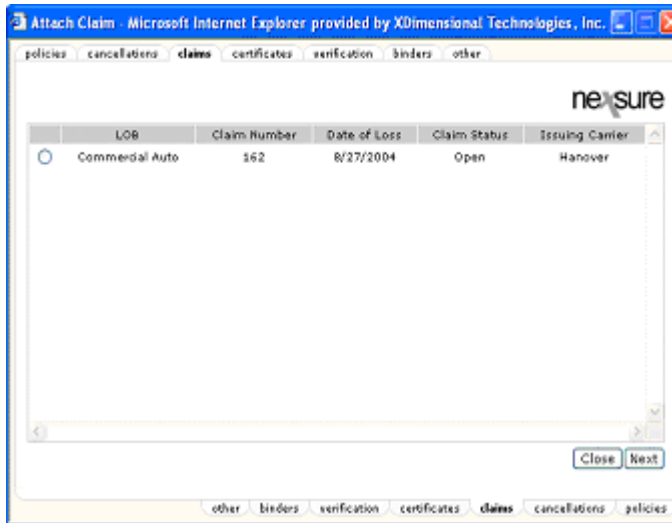 Attach Claim - Microsoft Internet Explorer provided by XDimensional Technologies, Inc.
policies cancellations claims certificates verification binders other
nexsure
LOB Claim Number Date of Loss Claim Status Issuing Carrier
Commercial Auto 162 8/27/2004 Open Hanover
Close Next
other binders verification certificates claims cancellations policies